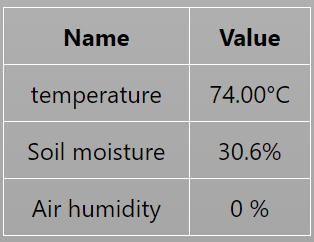 Name Value
temperature 74.00°C
Soil moisture 30.6%
Air humidity 0 %